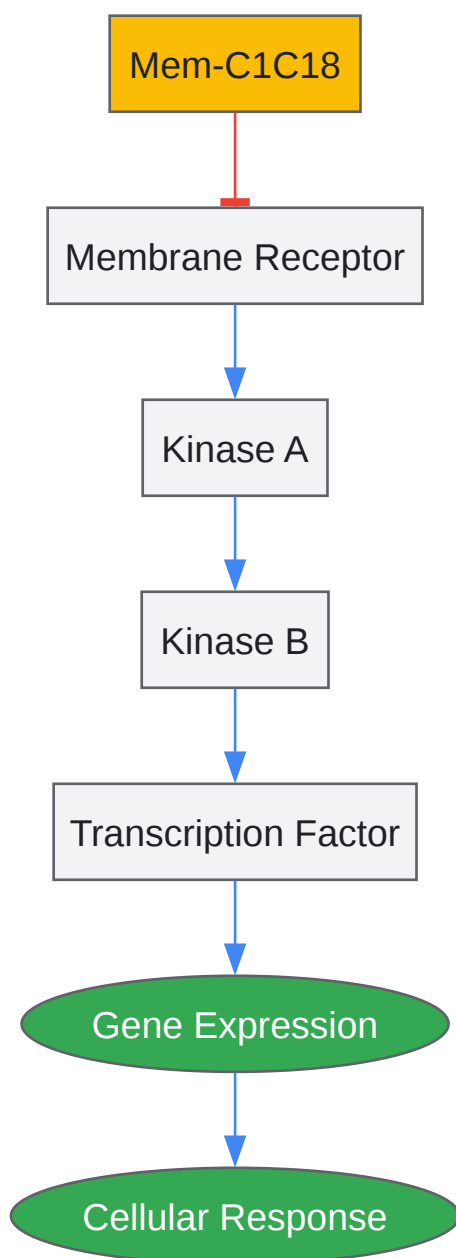 Mem-C1C18
Membrane Receptor
Kinase A
Kinase B
Transcription Factor
Gene Expression
Cellular Response